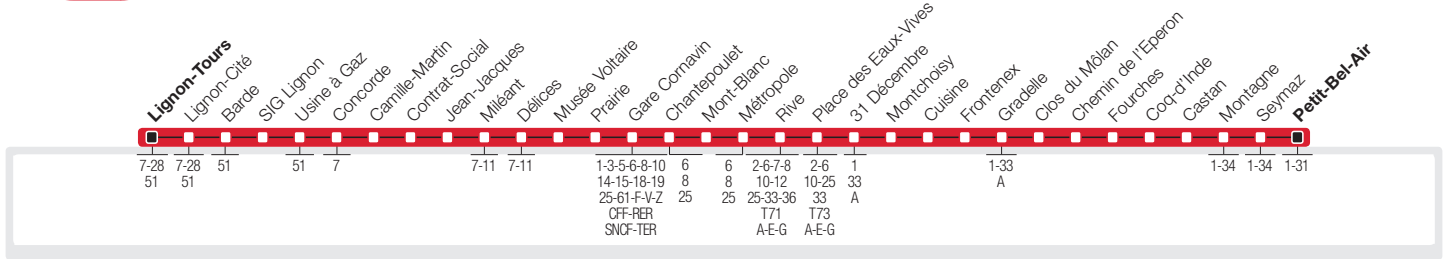 Lignon-Tours
Lignon-Cité
Barde
SIG Lignon
Usine à Gaz
Concorde
Camille-Martin
Contrat-Social
Jean-Jacques
Miléant
Délices
Musée Voltaire
Prairie
Gare Cornavin
Chantepoulet
Mont-Blanc
Métropole
Rive
Place des Eaux-Vives
31 Décembre
Montchoisy
Cuisine
Frontenex
Gradelle
Clos du Môlan
Chemin de l'Eperon
Fourches
Coq-d'Inde
Castan
Montagne
Seymaz
Petit-Bel-Air
7-28
51
7-28
51
51
51
7
7-11
7-11
1-3-5-6-8-10
14-15-18-19
25-61-F-V-Z
CFF-RER
SNCF-TER
6
8
25
6
8
25
2-6-7-8
10-12
25-33-36
T71
A-E-G
2-6
10-25
33
T73
A-E-G
1
33
A
1-33
A
1-34
1-34
1-31